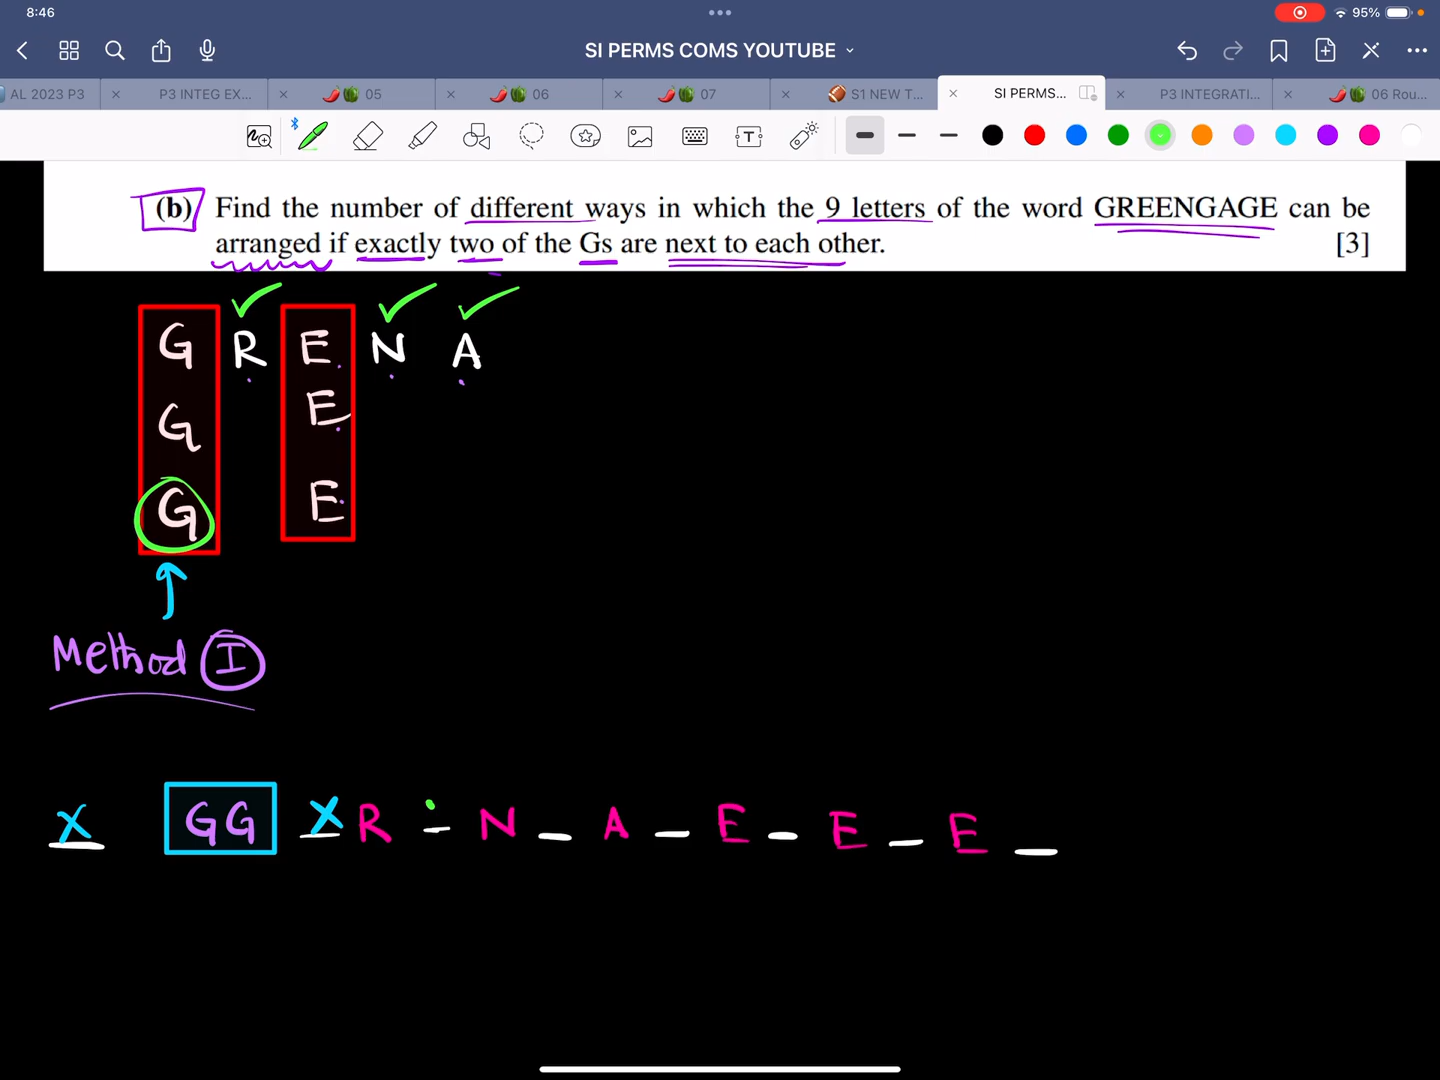 8:46
95%
SI PERMS COMS YOUTUBE
AL 2023 P3
P3 INTEG EX...
05
06
07
S1 NEW T...
SI PERMS...
P3 INTEGRATI...
06 Rou...
(b) Find the number of different ways in which the 9 letters of the word GREENGAGE can be
arranged if exactly two of the Gs are next to each other. [3]
G R E N A
G E
G E
Method I
X GG X R _ N _ A _ E _ E _ E _